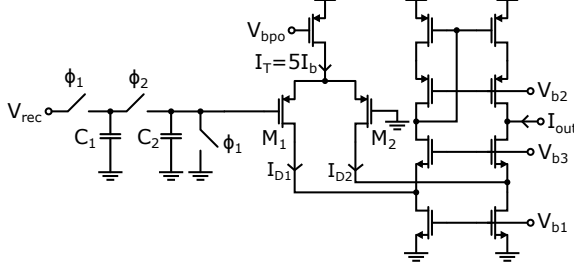 V_bpo
I_T=5I_b
ϕ_1
ϕ_2
V_rec
C_1
C_2
ϕ_1
M_1
M_2
I_D1
I_D2
V_b2
I_out
V_b3
V_b1